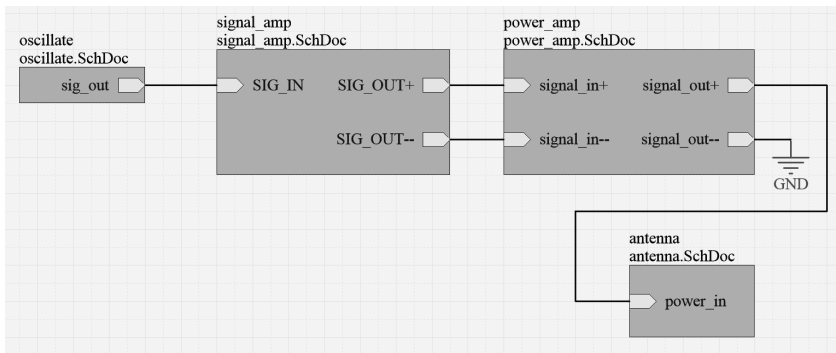 oscillate
oscillate.SchDoc
sig_out
signal_amp
signal_amp.SchDoc
SIG_IN
SIG_OUT+
SIG_OUT--
power_amp
power_amp.SchDoc
signal_in+
signal_out+
signal_in--
signal_out--
GND
antenna
antenna.SchDoc
power_in